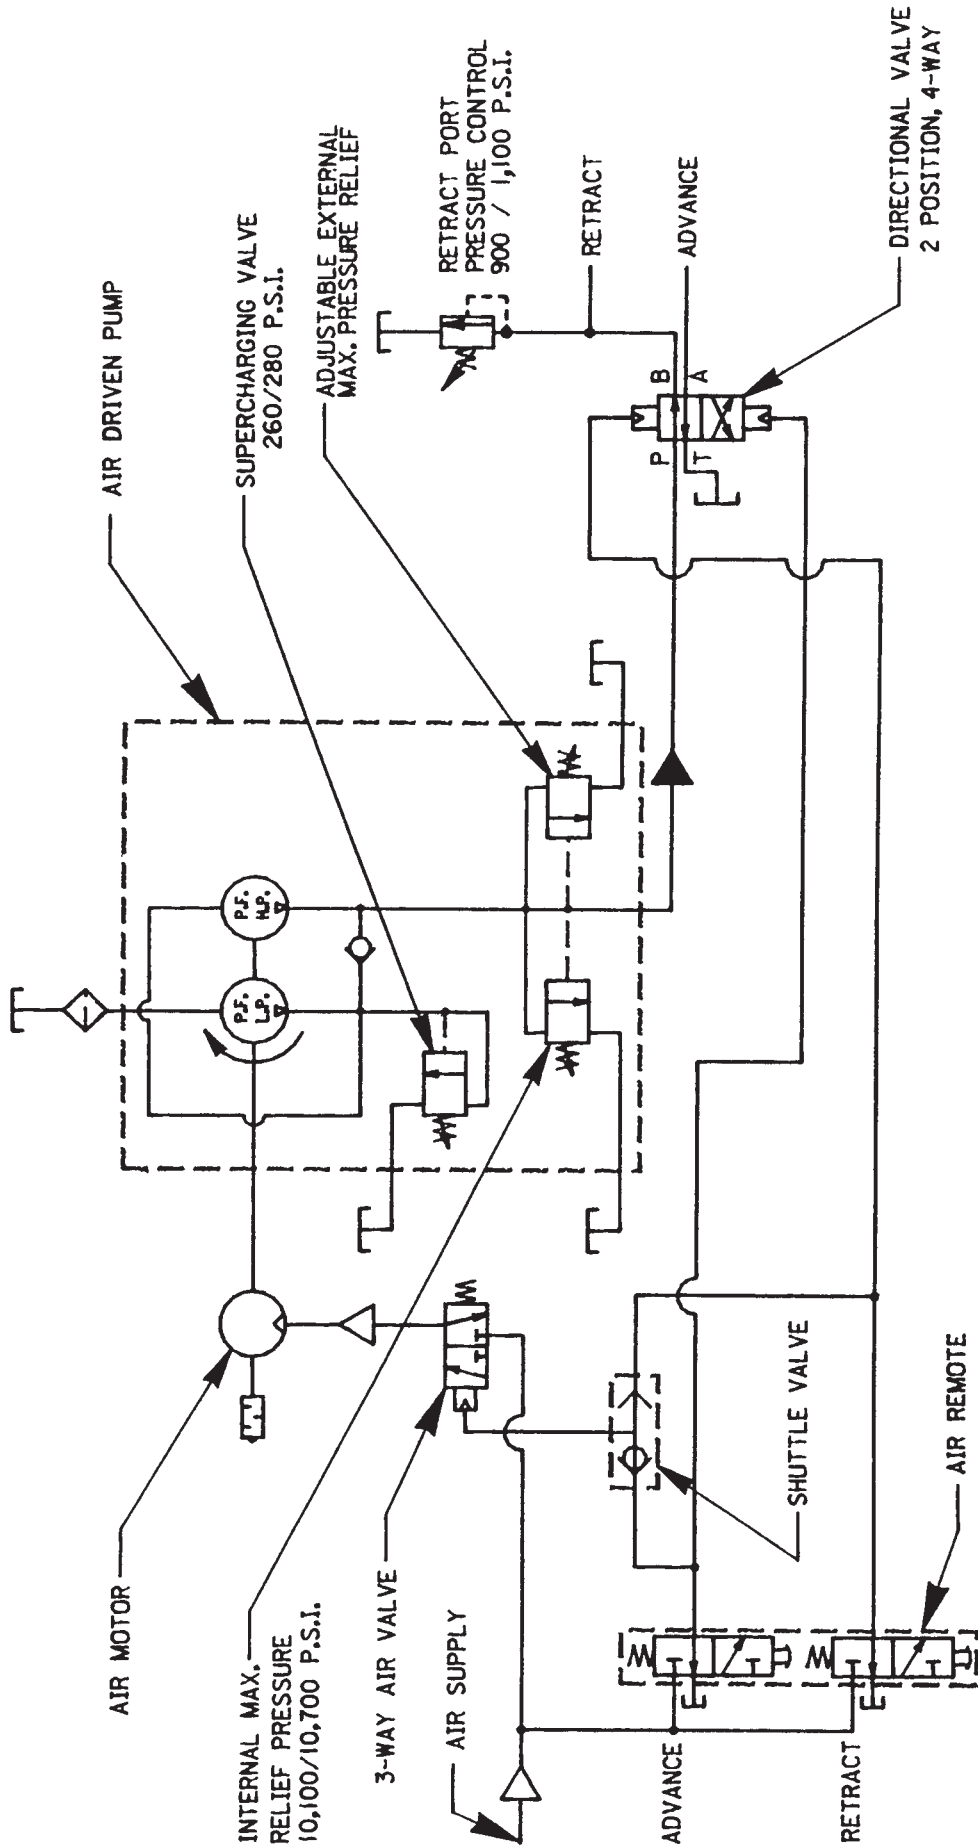 AIR DRIVEN PUMP
SUPERCHARGING VALVE
260/280 P.S.I.
ADJUSTABLE EXTERNAL
MAX. PRESSURE RELIEF
RETRACT PORT
PRESSURE CONTROL
900 / 1,100 P.S.I.
RETRACT
ADVANCE
DIRECTIONAL VALVE
2 POSITION, 4-WAY
B
A
P
T
P.F.
H.P.
P.F.
L.P.
AIR MOTOR
INTERNAL MAX.
RELIEF PRESSURE
10,100/10,700 P.S.I.
3-WAY AIR VALVE
AIR SUPPLY
SHUTTLE VALVE
AIR REMOTE
ADVANCE
RETRACT